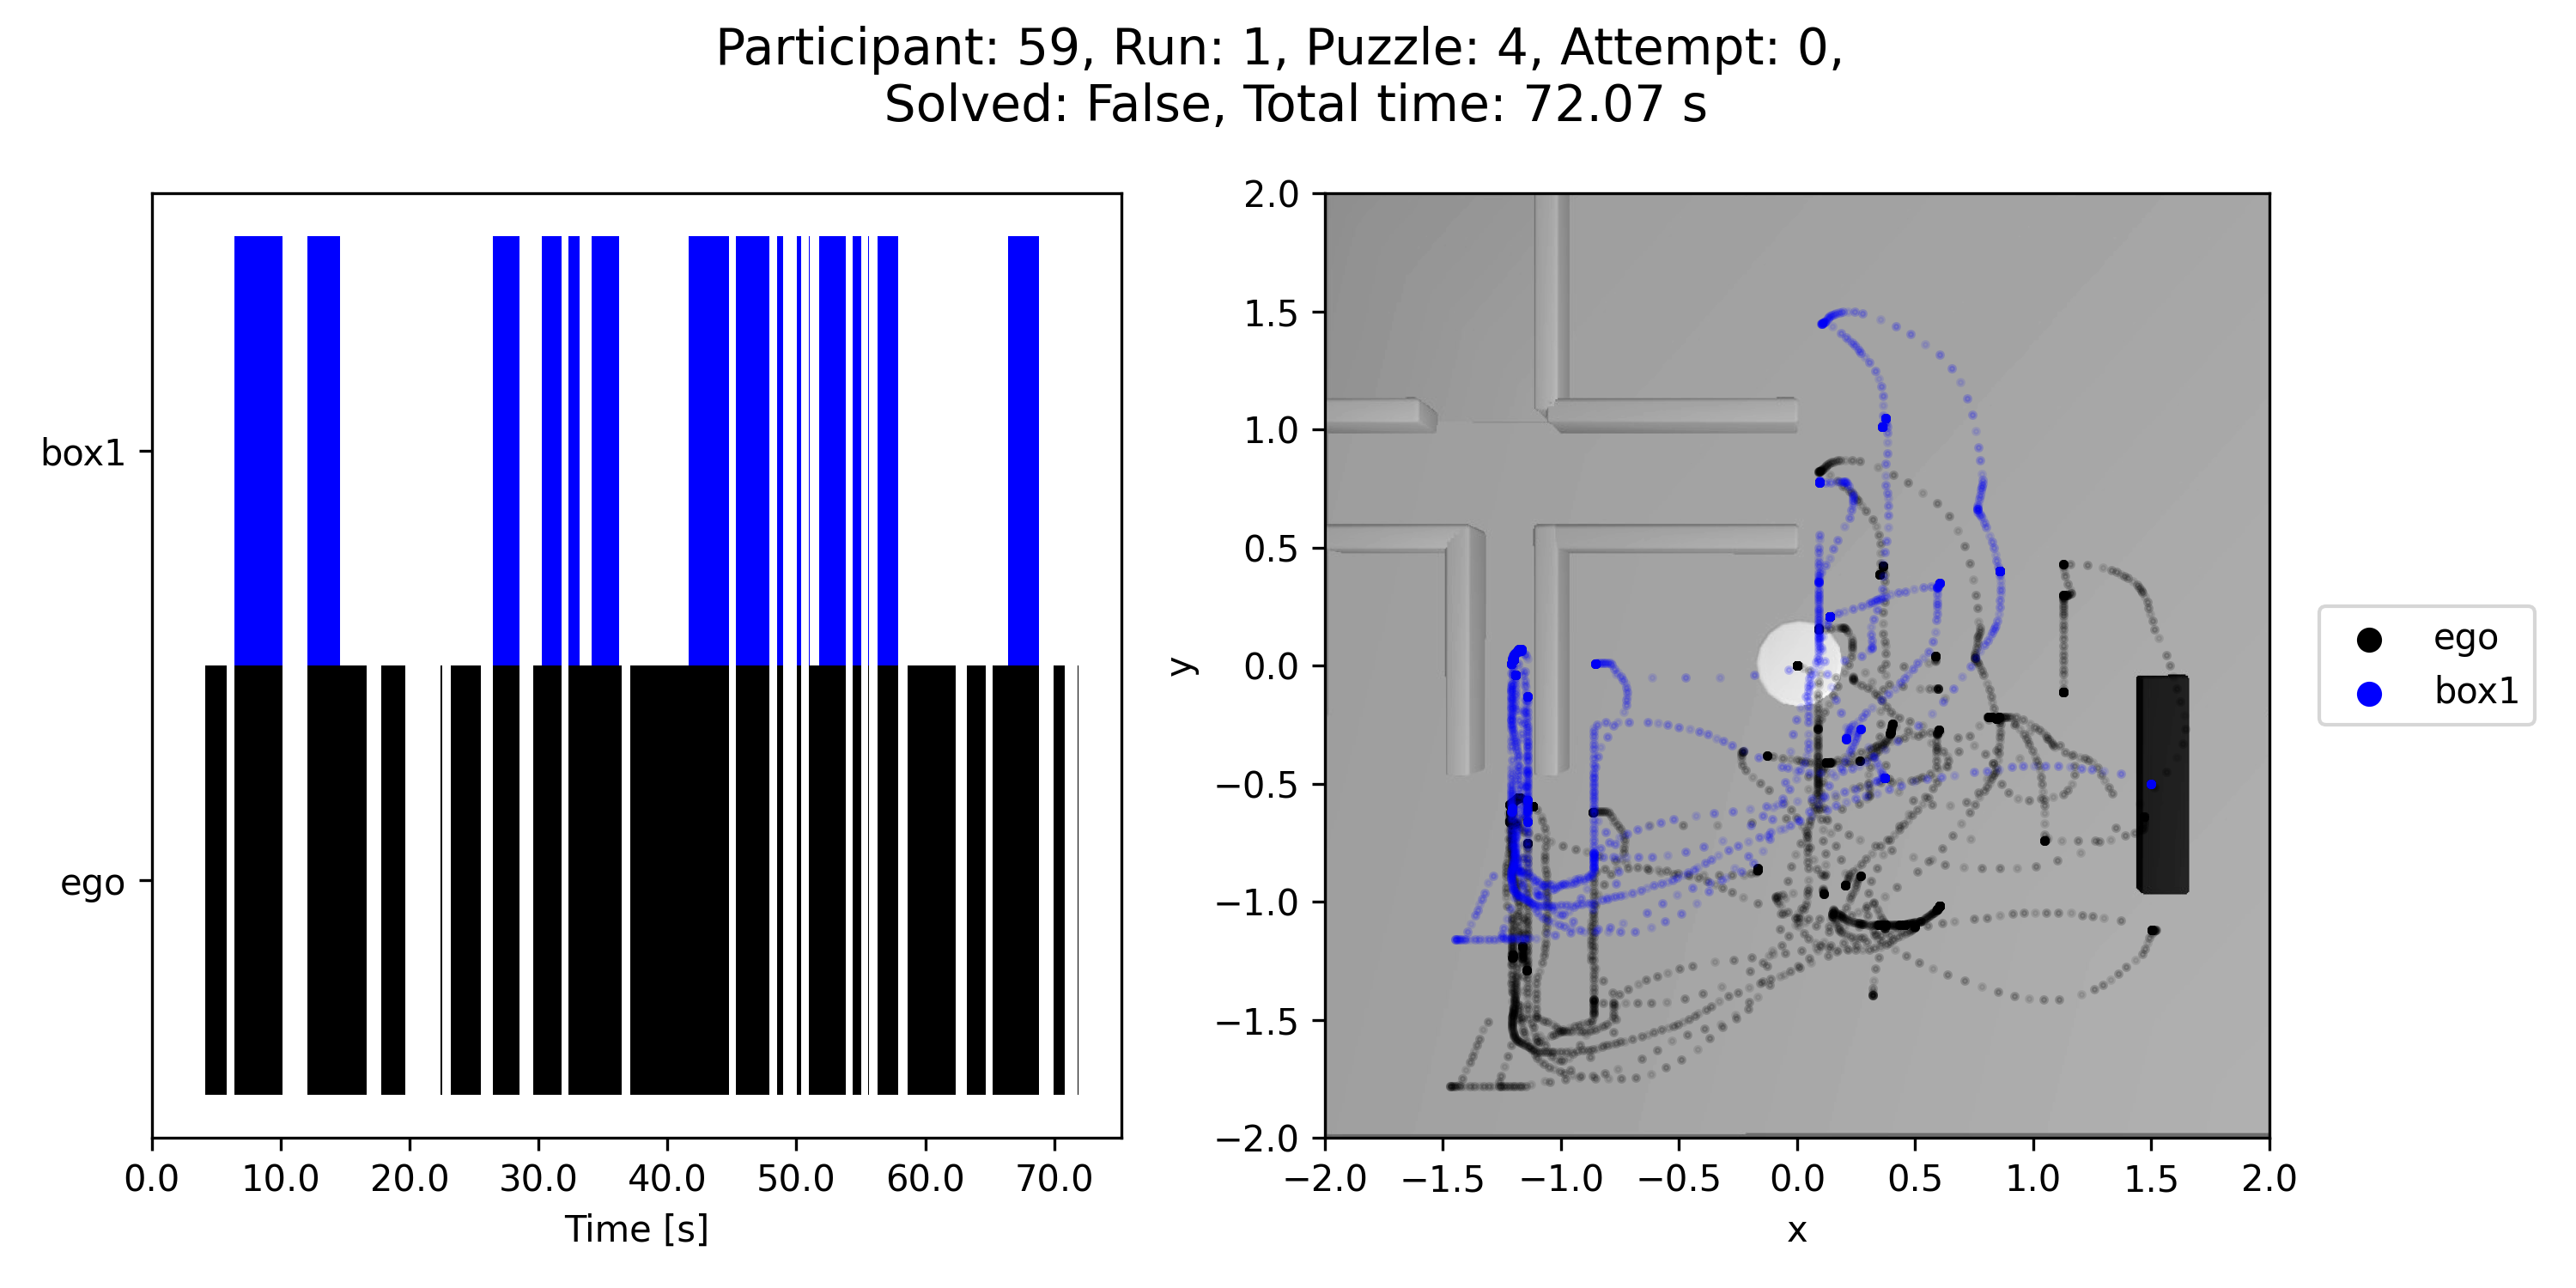 Participant: 59, Run: 1, Puzzle: 4, Attempt: 0,
Solved: False, Total time: 72.07 s
box1
ego
0.0 10.0 20.0 30.0 40.0 50.0 60.0 70.0
Time [s]
2.0
1.5
1.0
0.5
0.0
−0.5
−1.0
−1.5
−2.0
y
−2.0 −1.5 −1.0 −0.5 0.0 0.5 1.0 1.5 2.0
x
ego
box1